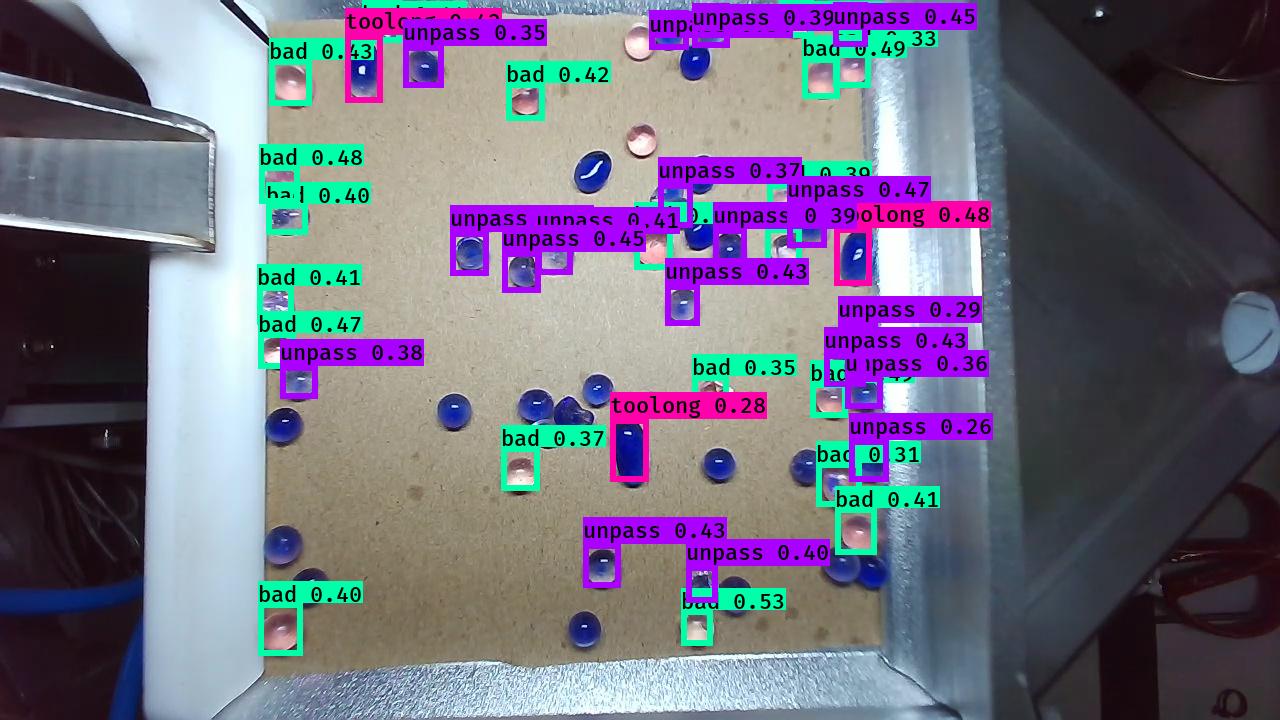 toolong
unpass 0.35
unpass 0.39
unpass 0.45
bad 0.43
bad 0.49
bad 0.42
bad 0.48
unpass 0.37
bad 0.40
unpass 0.47
unpass
unpass 0.41
unpass 0.39
toolong 0.48
unpass 0.45
bad 0.41
unpass 0.43
unpass 0.29
bad 0.47
unpass 0.43
unpass 0.38
unpass 0.36
bad 0.35
toolong 0.28
bad 0.37
unpass 0.26
bad 0.31
bad 0.41
unpass 0.43
unpass 0.40
bad 0.40
bad 0.53